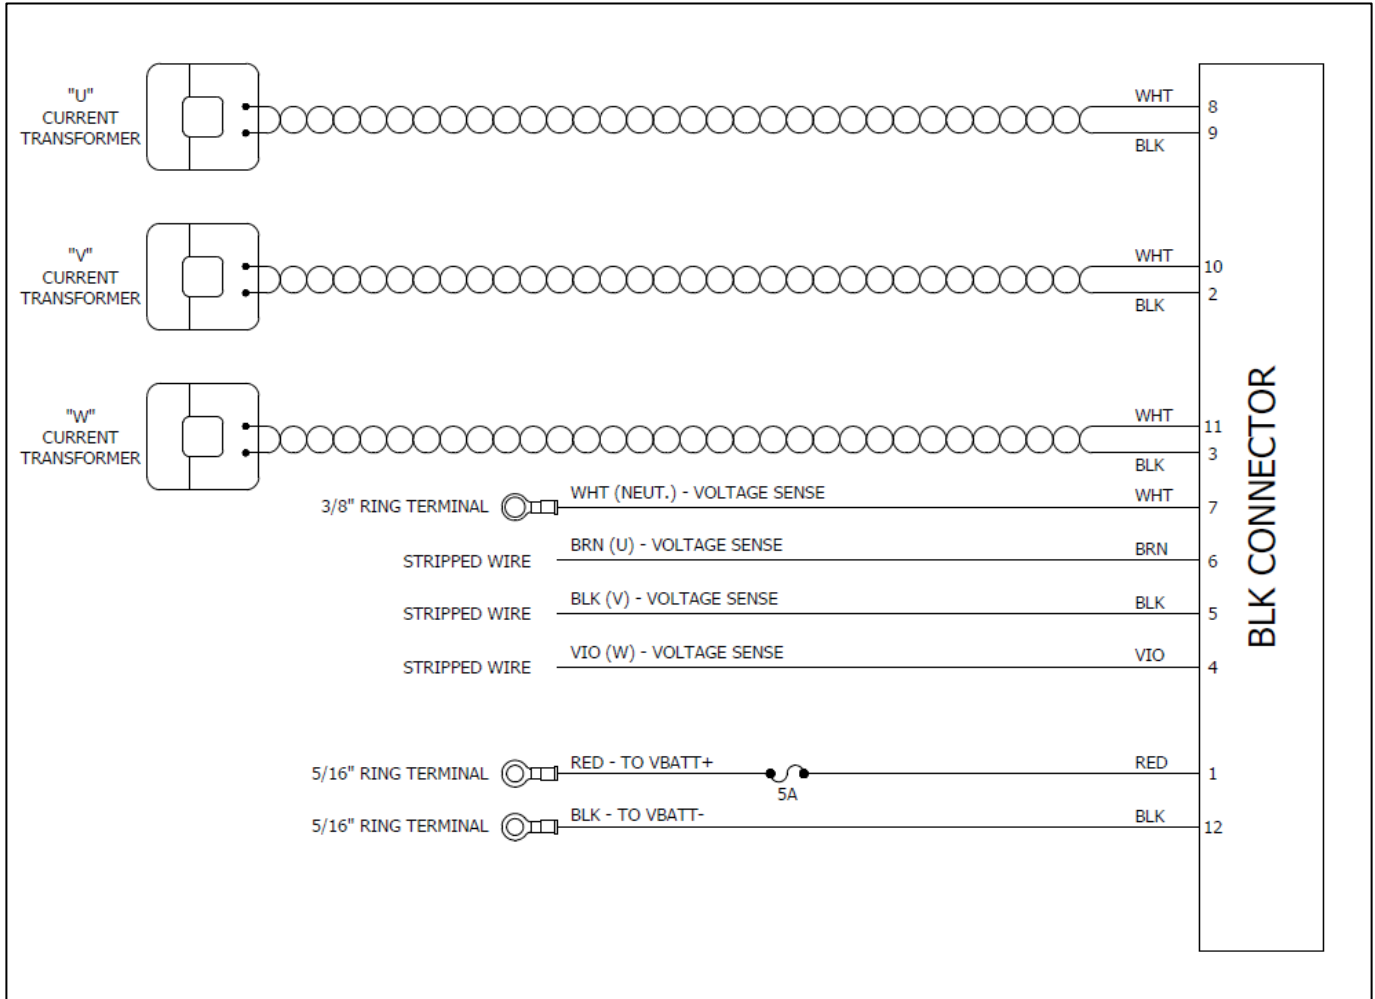 "U"
CURRENT
TRANSFORMER
WHT
8
9
BLK
"V"
CURRENT
TRANSFORMER
WHT
10
2
BLK
"W"
CURRENT
TRANSFORMER
WHT
11
3
BLK
3/8" RING TERMINAL WHT (NEUT.) - VOLTAGE SENSE WHT 7
STRIPPED WIRE BRN (U) - VOLTAGE SENSE BRN 6
STRIPPED WIRE BLK (V) - VOLTAGE SENSE BLK 5
STRIPPED WIRE VIO (W) - VOLTAGE SENSE VIO 4
5/16" RING TERMINAL RED - TO VBATT+ RED 1
5A
5/16" RING TERMINAL BLK - TO VBATT- BLK 12
BLK CONNECTOR